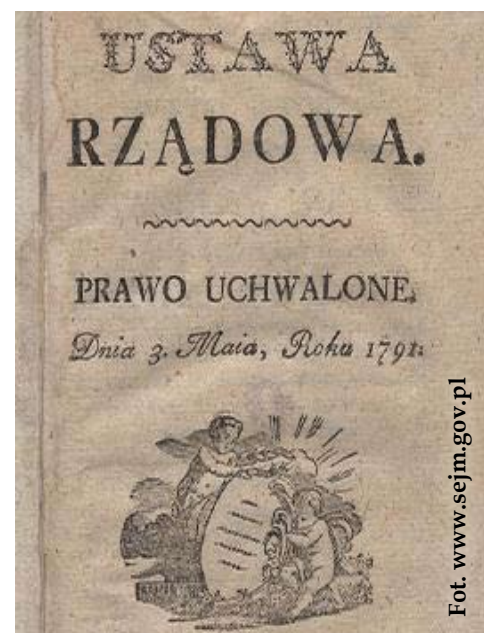 USTAWA
RZĄDOWA.
PRAWO UCHWALONE.
Dnia 3. Maia, Roku 1791.
Fot. www.sejm.gov.pl